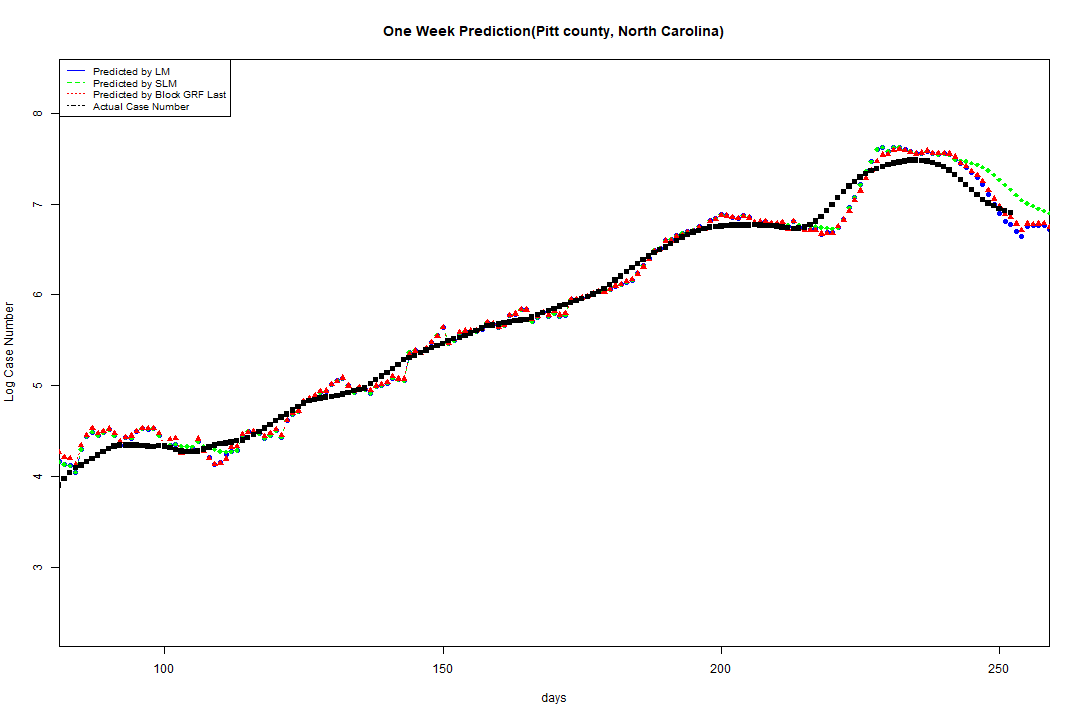 One Week Prediction(Pitt county, North Carolina)
Predicted by LM
Predicted by SLM
Predicted by Block GRF Last
Actual Case Number
8
7
6
5
4
3
Log Case Number
100
150
200
250
days